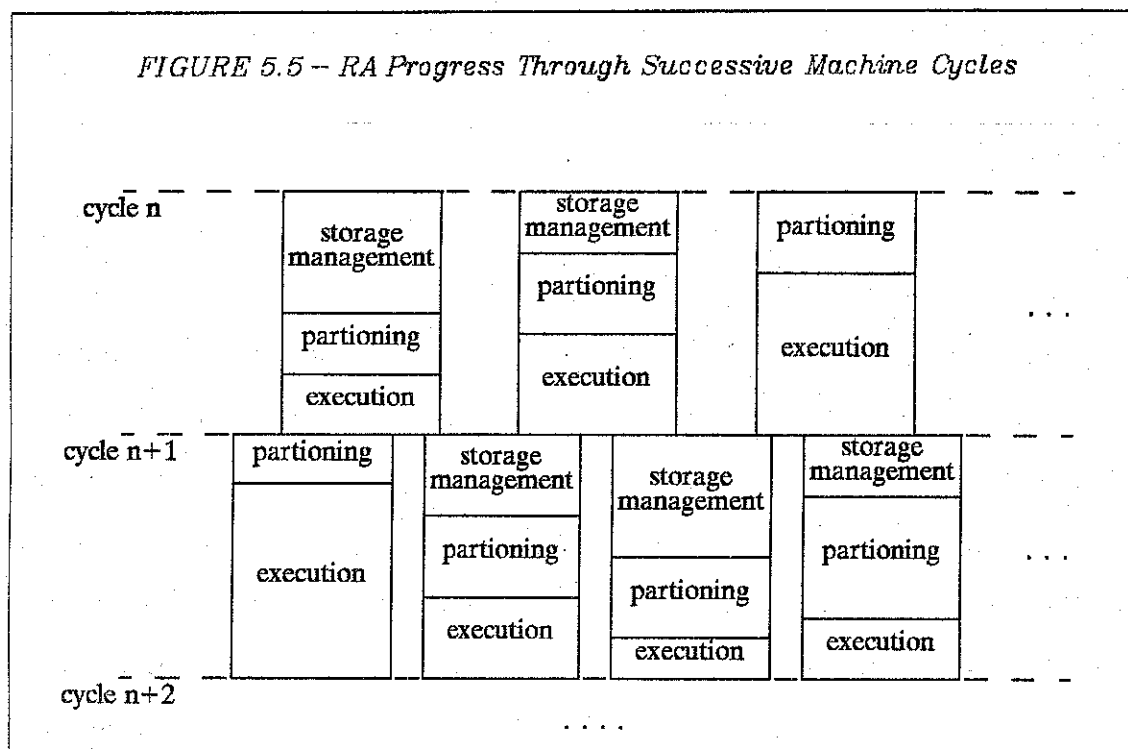 FIGURE 5.5 -- RA Progress Through Successive Machine Cycles
cycle n
storage
management
partioning
execution
storage
management
partioning
execution
partioning
execution
. . .
cycle n+1
partioning
execution
storage
management
partioning
execution
storage
management
partioning
execution
storage
management
partioning
execution
. . .
cycle n+2
. . . .